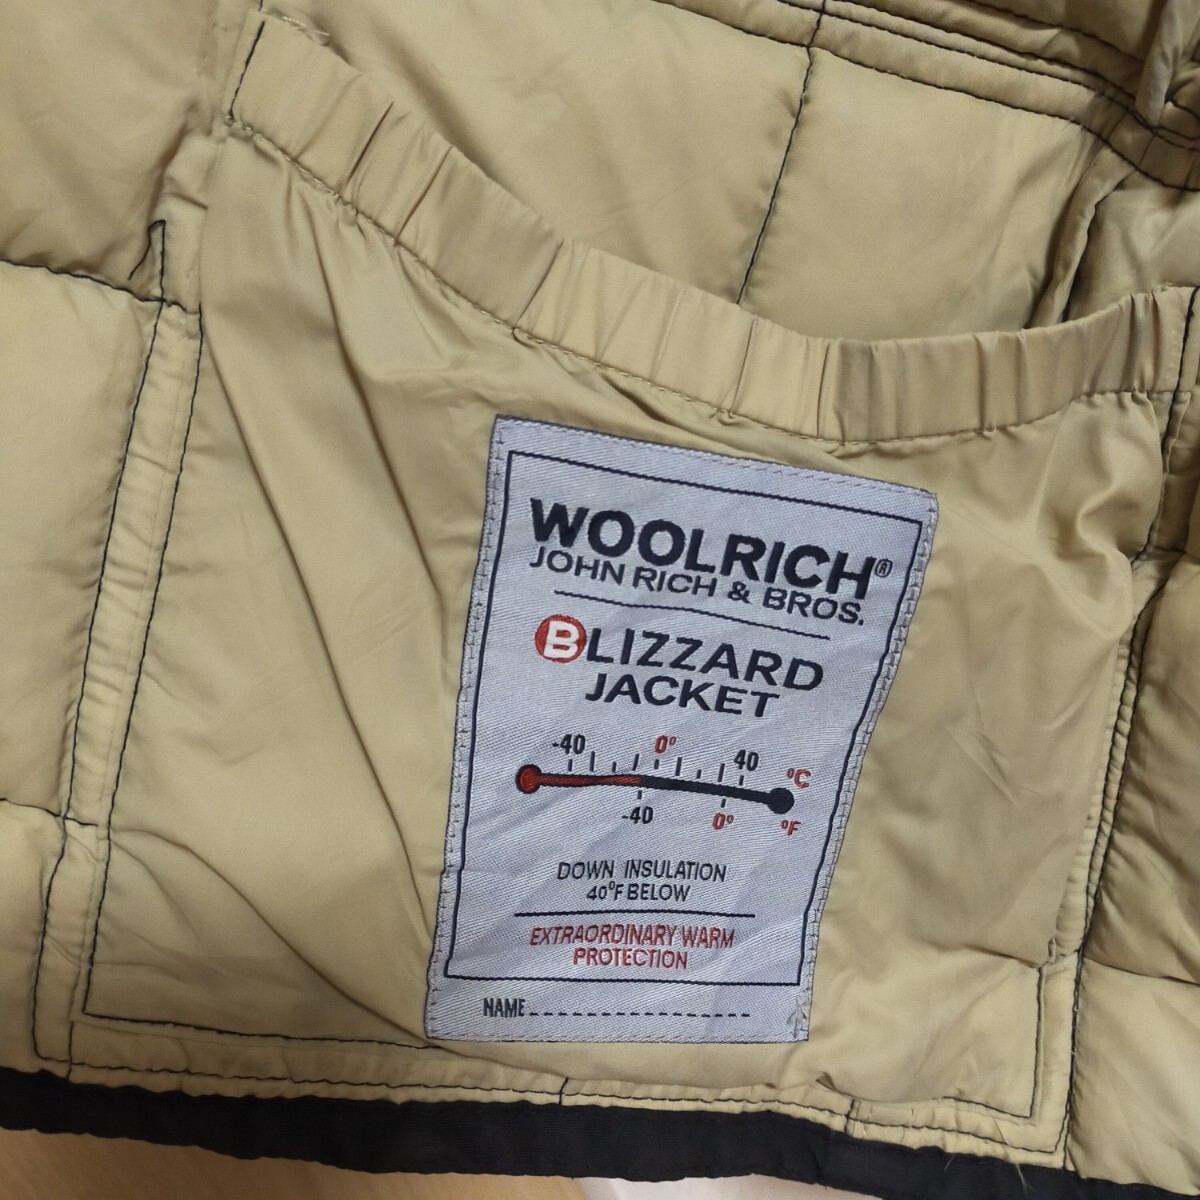 WOOLRICH®
JOHN RICH & BROS.
BLIZZARD
JACKET
-40 0° 40 °C
-40 0° °F
DOWN INSULATION
40°F BELOW
EXTRAORDINARY WARM
PROTECTION
NAME